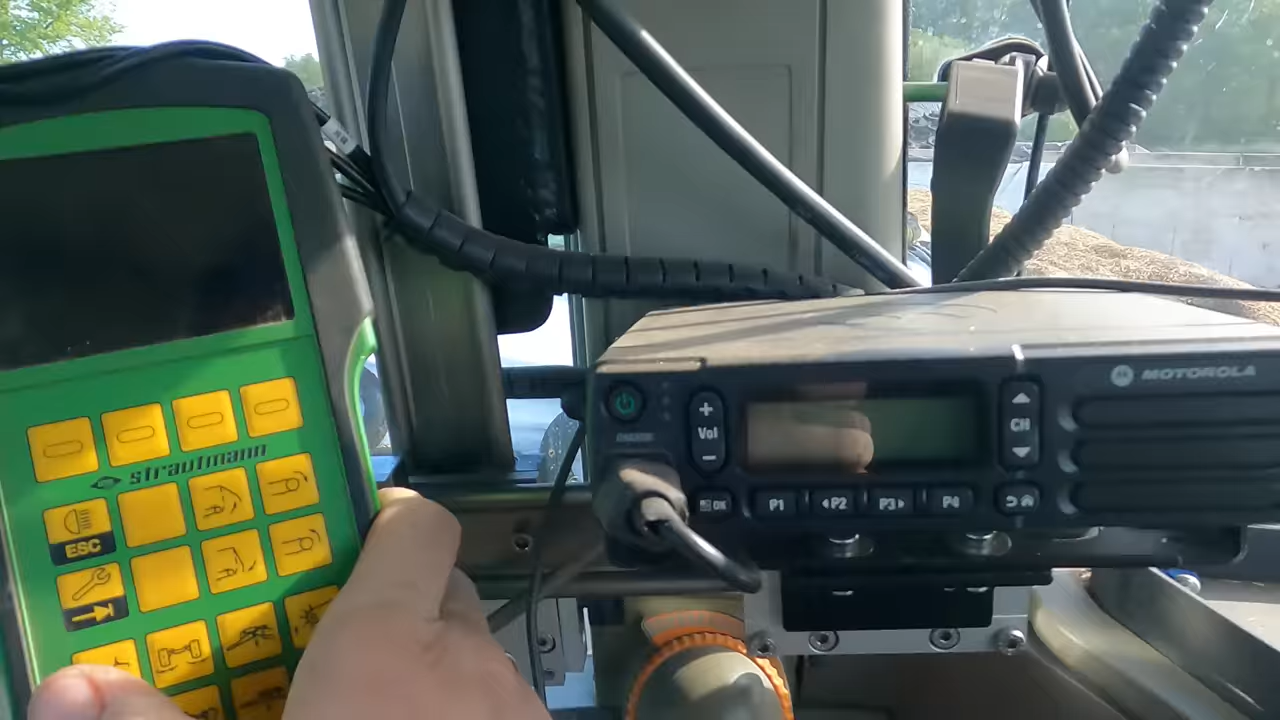 strautmann
ESC
MOTOROLA
+
Vol
−
CH
OK
P1
P2
P3
P4